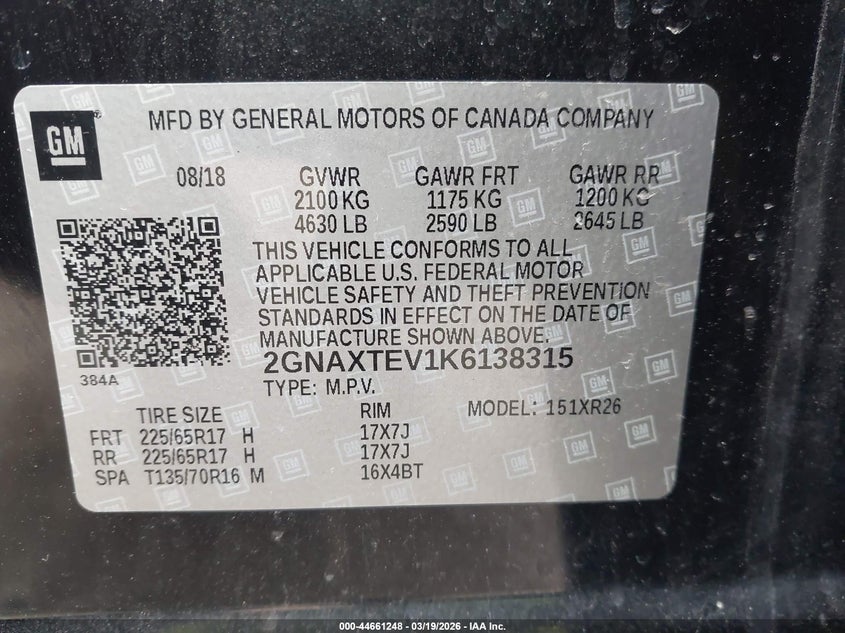 GM
MFD BY GENERAL MOTORS OF CANADA COMPANY
08/18 GVWR GAWR FRT GAWR RR
2100 KG 1175 KG 1200 KG
4630 LB 2590 LB 2645 LB
THIS VEHICLE CONFORMS TO ALL
APPLICABLE U.S. FEDERAL MOTOR
VEHICLE SAFETY AND THEFT PREVENTION
STANDARDS IN EFFECT ON THE DATE OF
MANUFACTURE SHOWN ABOVE.
2GNAXTEV1K6138315
384A
TYPE: M.P.V.
TIRE SIZE RIM MODEL: 151XR26
FRT 225/65R17 H 17X7J
RR 225/65R17 H 17X7J
SPA T135/70R16 M 16X4BT
000-44661248 - 03/19/2026 - IAA Inc.